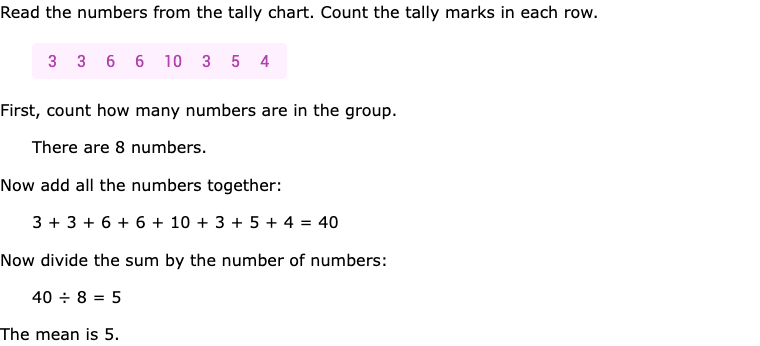 Read the numbers from the tally chart. Count the tally marks in each row.
3 3 6 6 10 3 5 4
First, count how many numbers are in the group.
There are 8 numbers.
Now add all the numbers together:
3 + 3 + 6 + 6 + 10 + 3 + 5 + 4 = 40
Now divide the sum by the number of numbers:
40 ÷ 8 = 5
The mean is 5.